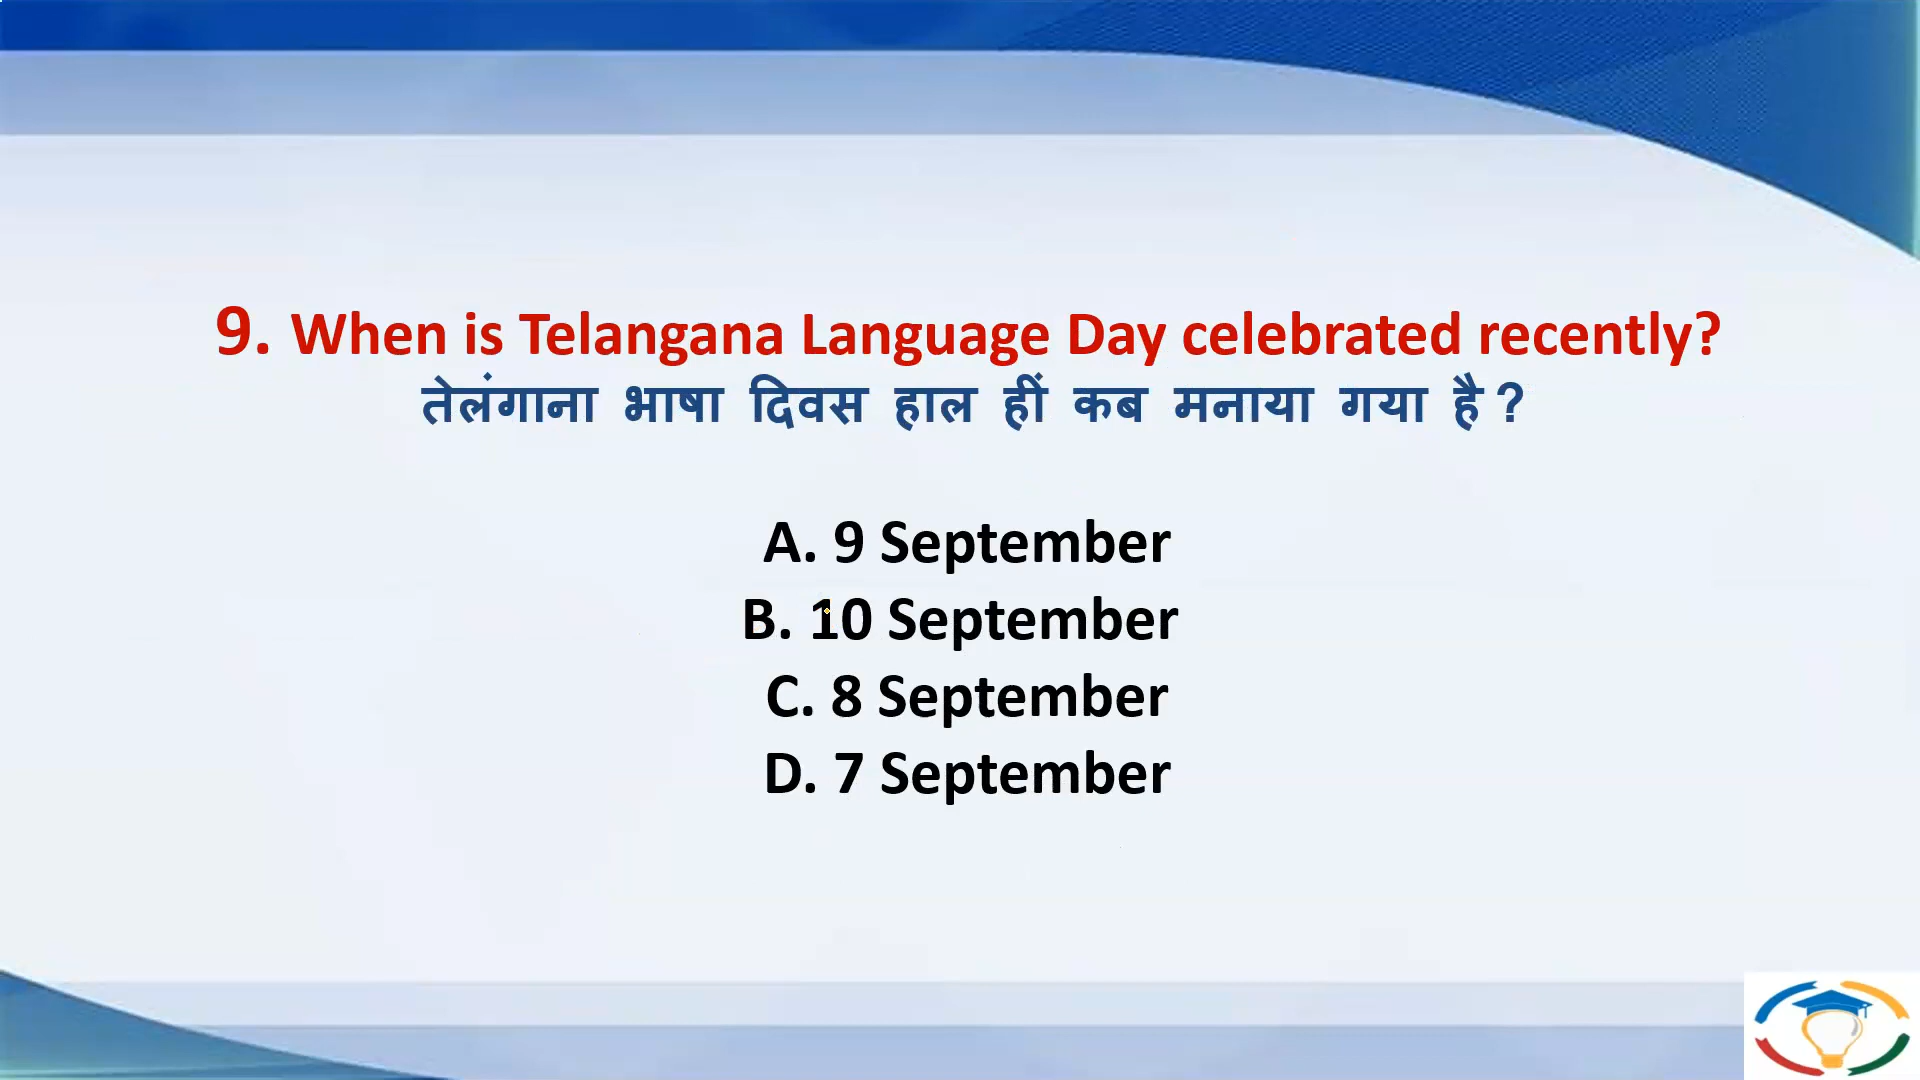 9. When is Telangana Language Day celebrated recently?
तेलंगाना भाषा दिवस हाल हीं कब मनाया गया है ?
A. 9 September
B. 10 September
C. 8 September
D. 7 September